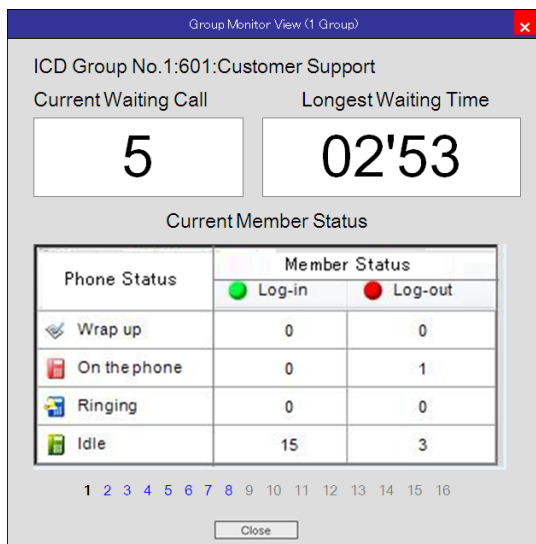 Group Monitor View (1 Group)
ICD Group No.1:601:Customer Support
Current Waiting Call Longest Waiting Time
5 02'53
Current Member Status
Phone Status Member Status
Log-in Log-out
Wrap up 0 0
On the phone 0 1
Ringing 0 0
Idle 15 3
1 2 3 4 5 6 7 8 9 10 11 12 13 14 15 16
Close